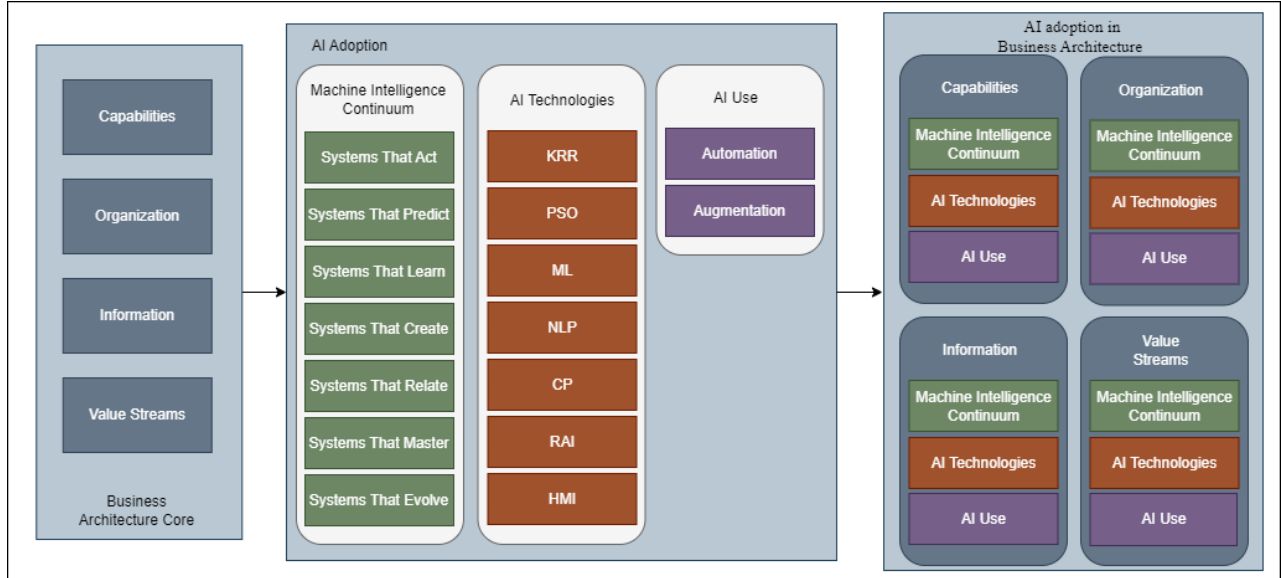 Capabilities
Organization
Information
Value Streams
Business
Architecture Core
AI Adoption
Machine Intelligence
Continuum
Systems That Act
Systems That Predict
Systems That Learn
Systems That Create
Systems That Relate
Systems That Master
Systems That Evolve
AI Technologies
KRR
PSO
ML
NLP
CP
RAI
HMI
AI Use
Automation
Augmentation
AI adoption in
Business Architecture
Capabilities
Machine Intelligence
Continuum
AI Technologies
AI Use
Organization
Machine Intelligence
Continuum
AI Technologies
AI Use
Information
Machine Intelligence
Continuum
AI Technologies
AI Use
Value
Streams
Machine Intelligence
Continuum
AI Technologies
AI Use